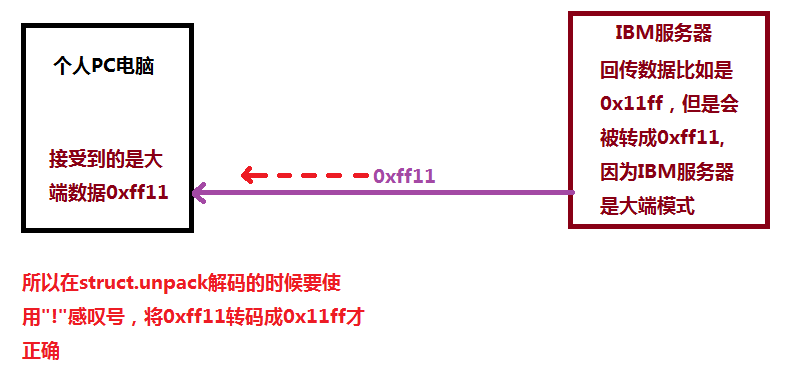 个人PC电脑
接受到的是大
端数据0xff11
0xff11
IBM服务器
回传数据比如是
0x11ff，但是会
被转成0xff11,
因为IBM服务器
是大端模式
所以在struct.unpack解码的时候要使
用"!"感叹号，将0xff11转码成0x11ff才
正确